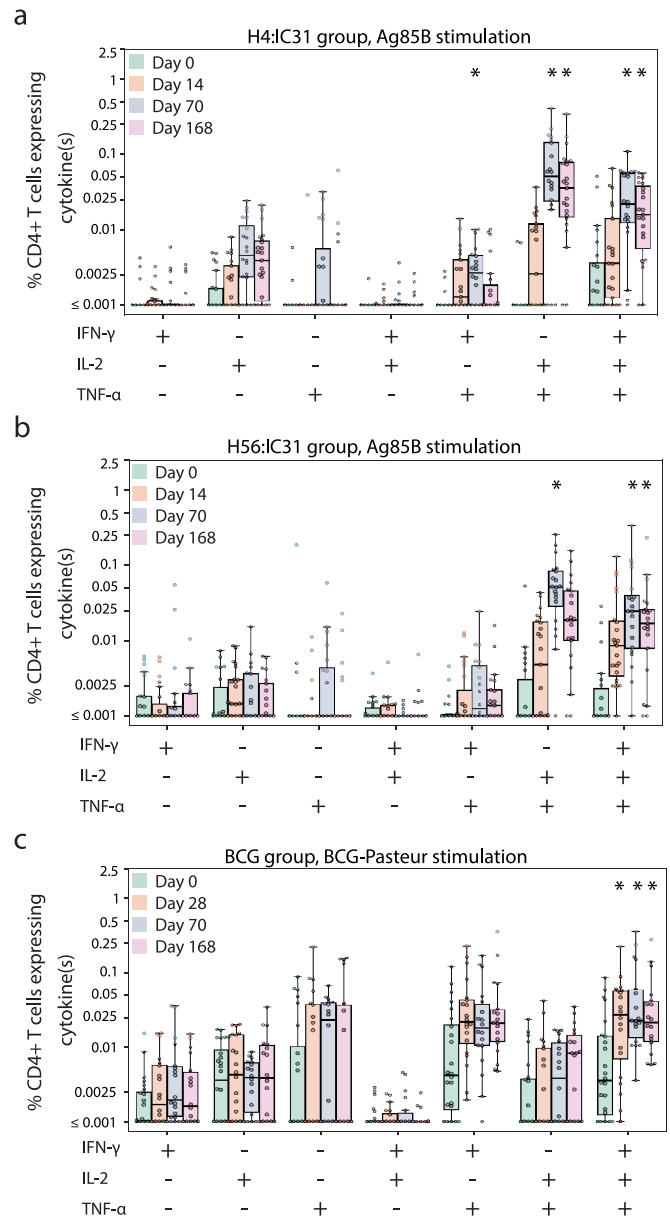 a
H4:IC31 group, Ag85B stimulation
% CD4+ T cells expressing
cytokine(s)
2.5
1
0.5
0.25
0.1
0.05
0.025
0.01
0.0025
≤ 0.001
Day 0
Day 14
Day 70
Day 168
* * * * *
IFN-γ + - - + + - +
IL-2 - + - + - + +
TNF-α - - + - + + +
b
H56:IC31 group, Ag85B stimulation
% CD4+ T cells expressing
cytokine(s)
2.5
1
0.5
0.25
0.1
0.05
0.025
0.01
0.0025
≤ 0.001
Day 0
Day 14
Day 70
Day 168
* * *
IFN-γ + - - + + - +
IL-2 - + - + - + +
TNF-α - - + - + + +
c
BCG group, BCG-Pasteur stimulation
% CD4+ T cells expressing
cytokine(s)
2.5
1
0.5
0.25
0.1
0.05
0.025
0.01
0.0025
≤ 0.001
Day 0
Day 28
Day 70
Day 168
* * *
IFN-γ + - - + + - +
IL-2 - + - + - + +
TNF-α - - + - + + +